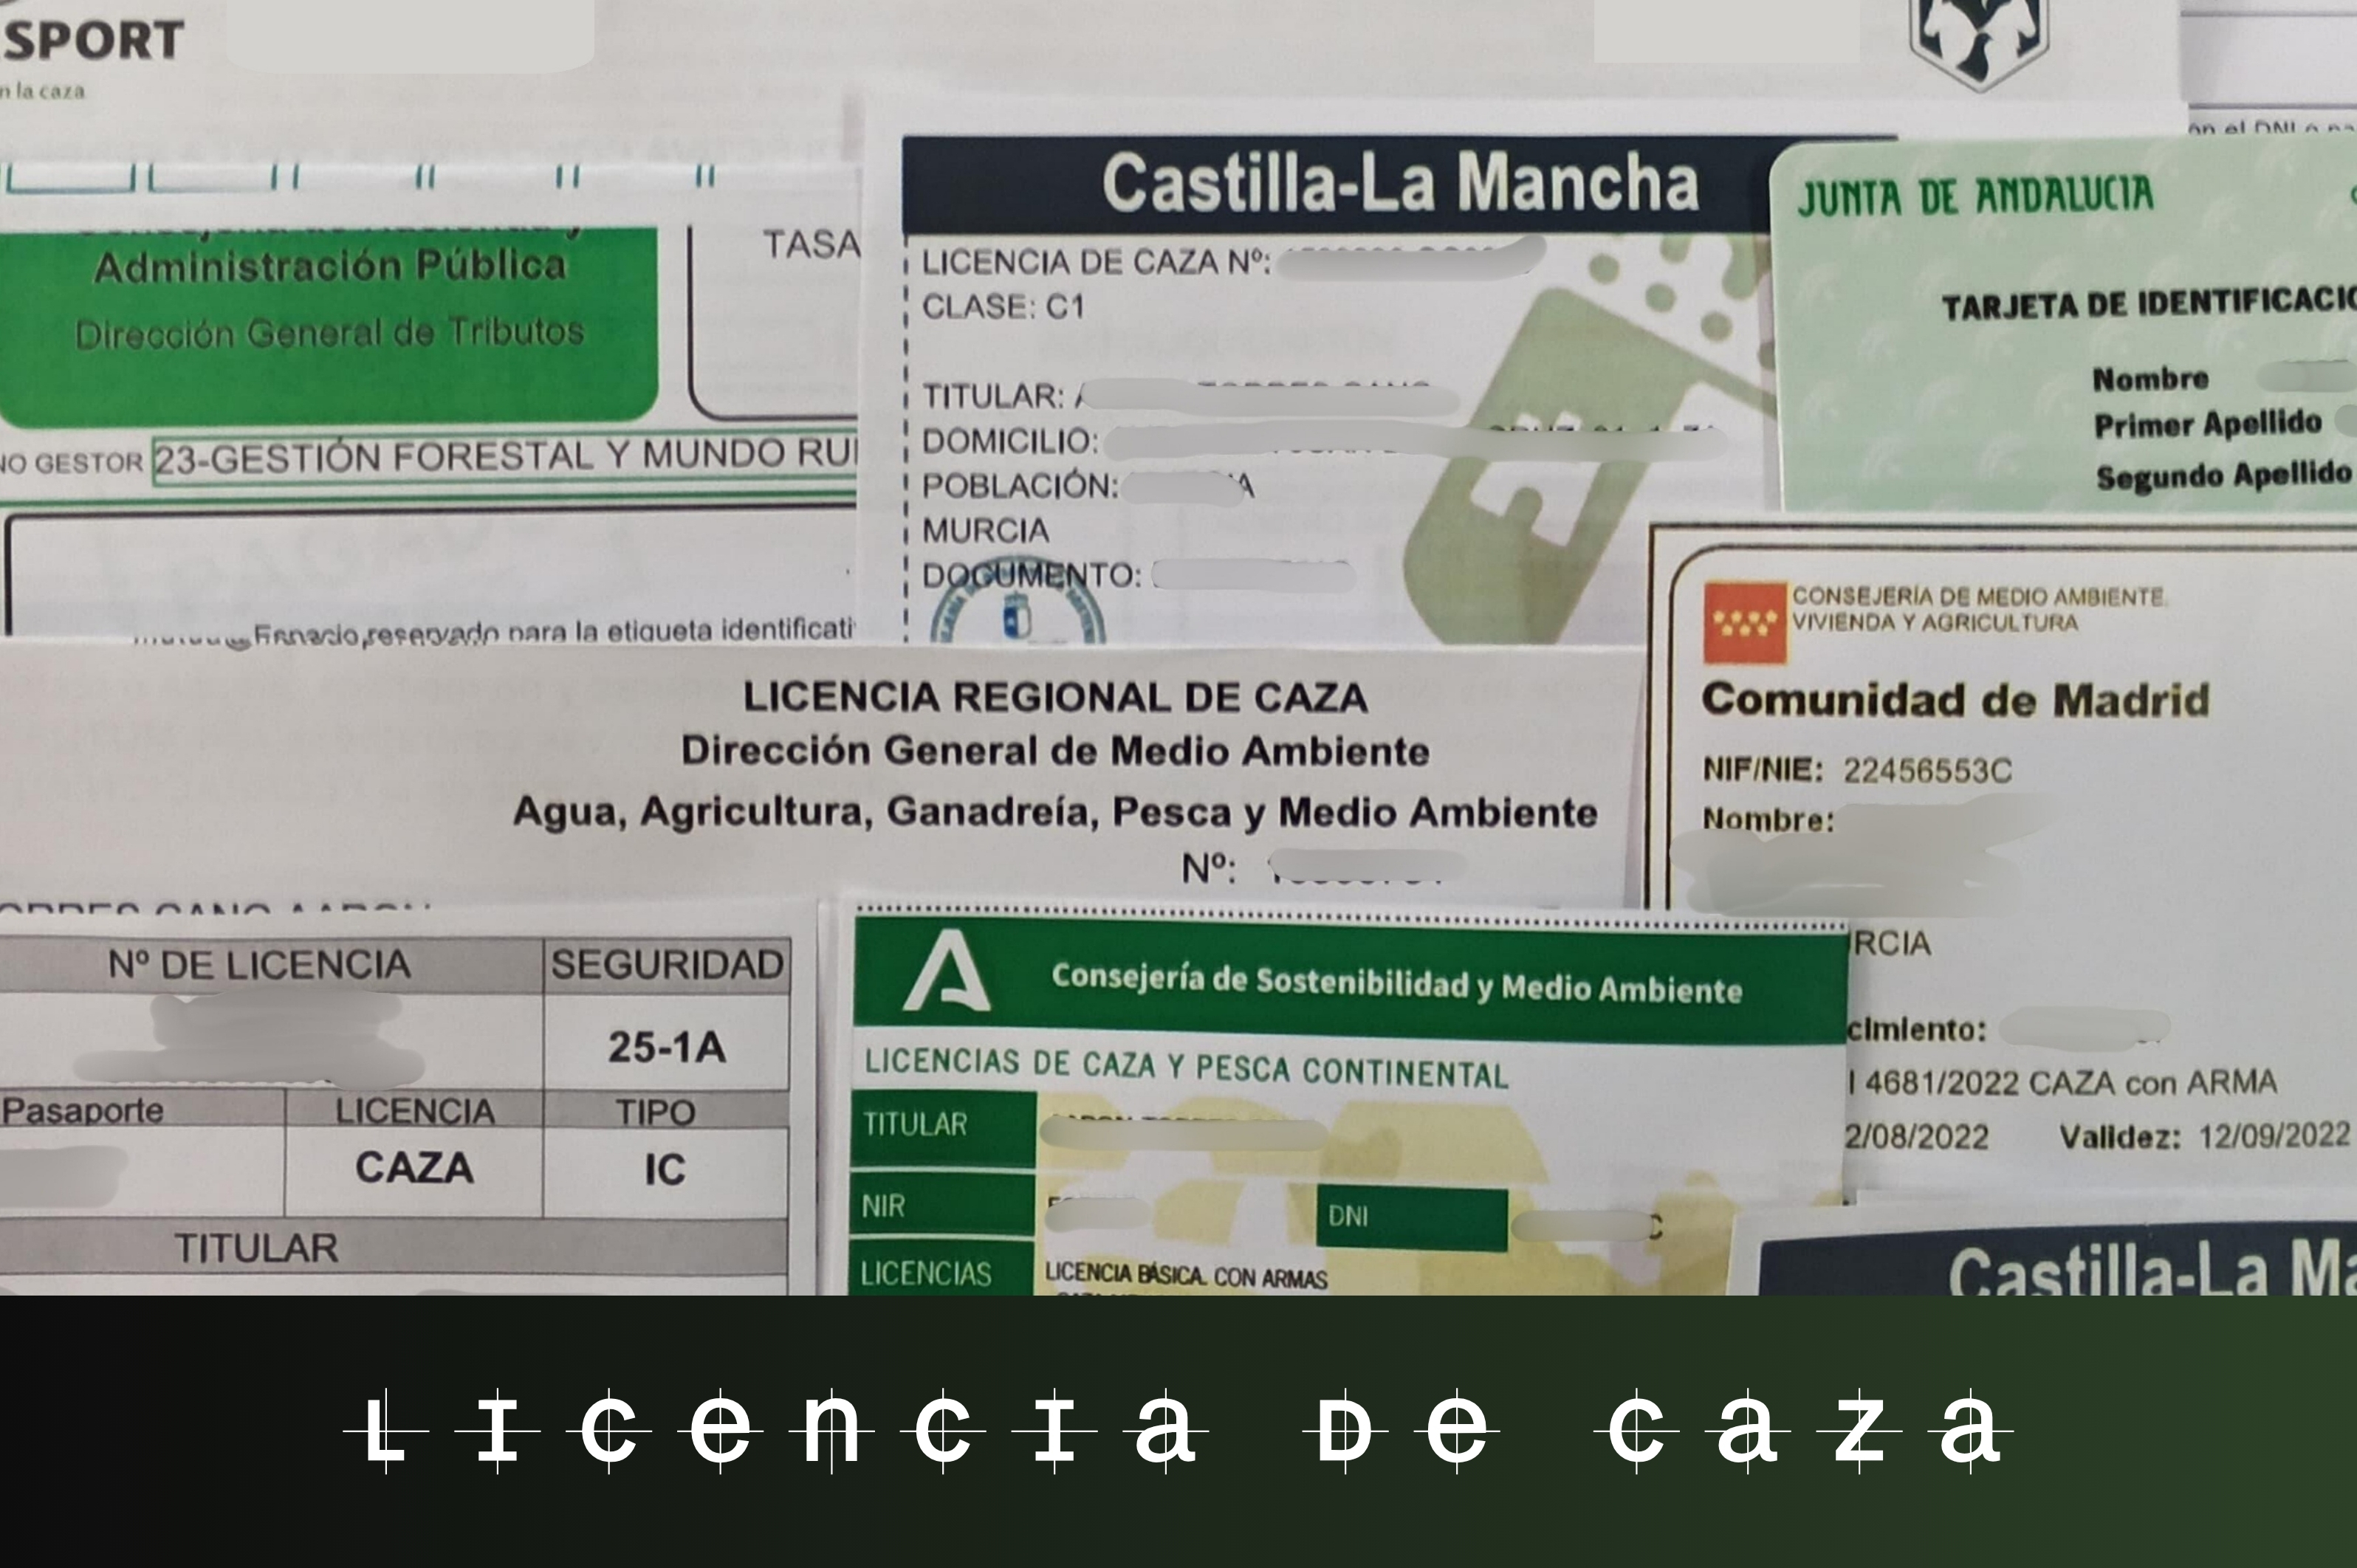 SPORT
n la caza
Administración Pública
Dirección General de Tributos
TASA
NO GESTOR 23-GESTIÓN FORESTAL Y MUNDO RU
Espacio reservado para la etiqueta identificati
Castilla-La Mancha
LICENCIA DE CAZA Nº:
CLASE: C1
TITULAR:
DOMICILIO:
POBLACIÓN:
MURCIA
DOCUMENTO:
JUNTA DE ANDALUCIA
TARJETA DE IDENTIFICACIO
Nombre
Primer Apellido
Segundo Apellido
CONSEJERÍA DE MEDIO AMBIENTE,
VIVIENDA Y AGRICULTURA
Comunidad de Madrid
NIF/NIE: 22456553C
Nombre:
RCIA
cimiento:
4681/2022 CAZA con ARMA
2/08/2022 Validez: 12/09/2022
LICENCIA REGIONAL DE CAZA
Dirección General de Medio Ambiente
Agua, Agricultura, Ganadreía, Pesca y Medio Ambiente
Nº:
Nº DE LICENCIA SEGURIDAD
25-1A
Pasaporte LICENCIA TIPO
CAZA IC
TITULAR
Consejería de Sostenibilidad y Medio Ambiente
LICENCIAS DE CAZA Y PESCA CONTINENTAL
TITULAR
NIR DNI
LICENCIAS LICENCIA BÁSICA. CON ARMAS
Castilla-La Ma
Licencia De caza